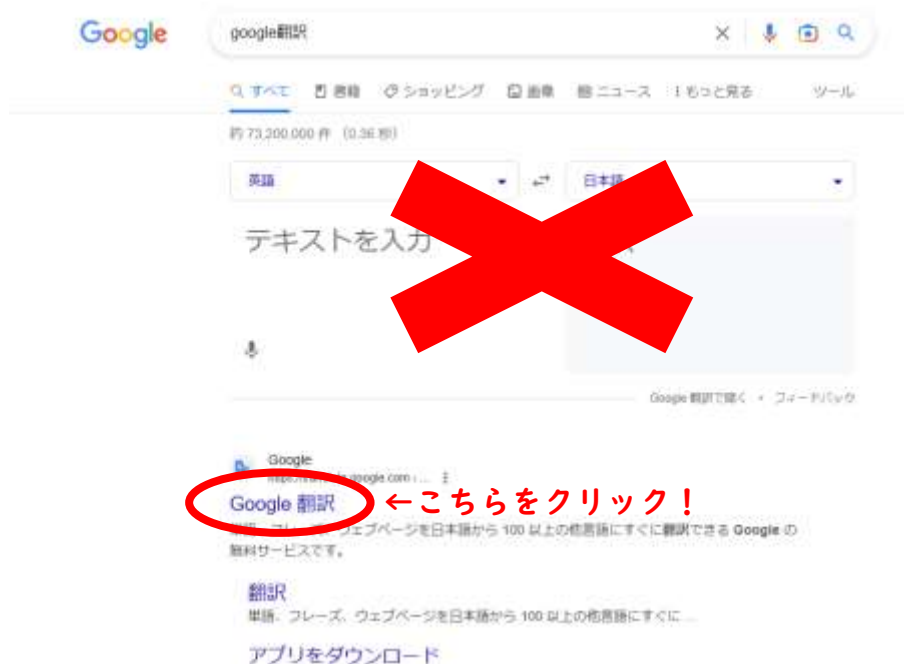 Google
google翻訳
すべて 書籍 ショッピング 画像 ニュース もっと見る ツール
約 73,200,000 件 (0.36 秒)
英語 日本語
テキストを入力
Google 翻訳で開く • フィードバック
Google
google.com › ...
Google 翻訳 ←こちらをクリック！
単語、フレーズ、ウェブページを日本語から 100 以上の他言語にすぐに翻訳できる Google の
無料サービスです。
翻訳
単語、フレーズ、ウェブページを日本語から 100 以上の他言語にすぐに ...
アプリをダウンロード